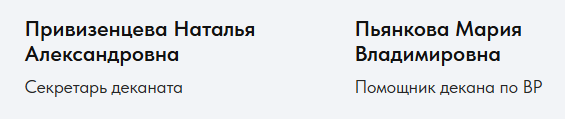 Привизенцева Наталья
Александровна
Секретарь деканата
Пьянкова Мария
Владимировна
Помощник декана по ВР